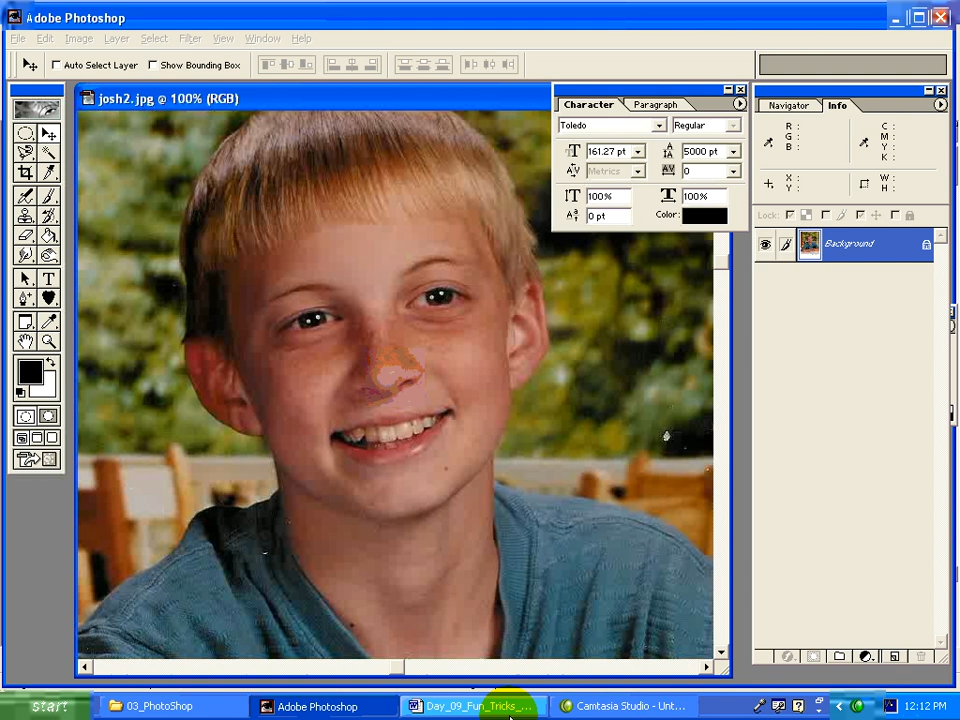 Adobe Photoshop
File Edit Image Layer Select Filter View Window Help
Auto Select Layer Show Bounding Box
josh2.jpg @ 100% (RGB)
Character Paragraph
Toledo Regular
161.27 pt 5000 pt
Metrics 0
100% 100%
0 pt Color:
Navigator Info
R :
G :
B :
C :
M :
Y :
K :
X :
Y :
W :
H :
Lock:
Background
start 03_PhotoShop Adobe Photoshop Day_09_Fun_Tricks_... Camtasia Studio - Unt... 12:12 PM